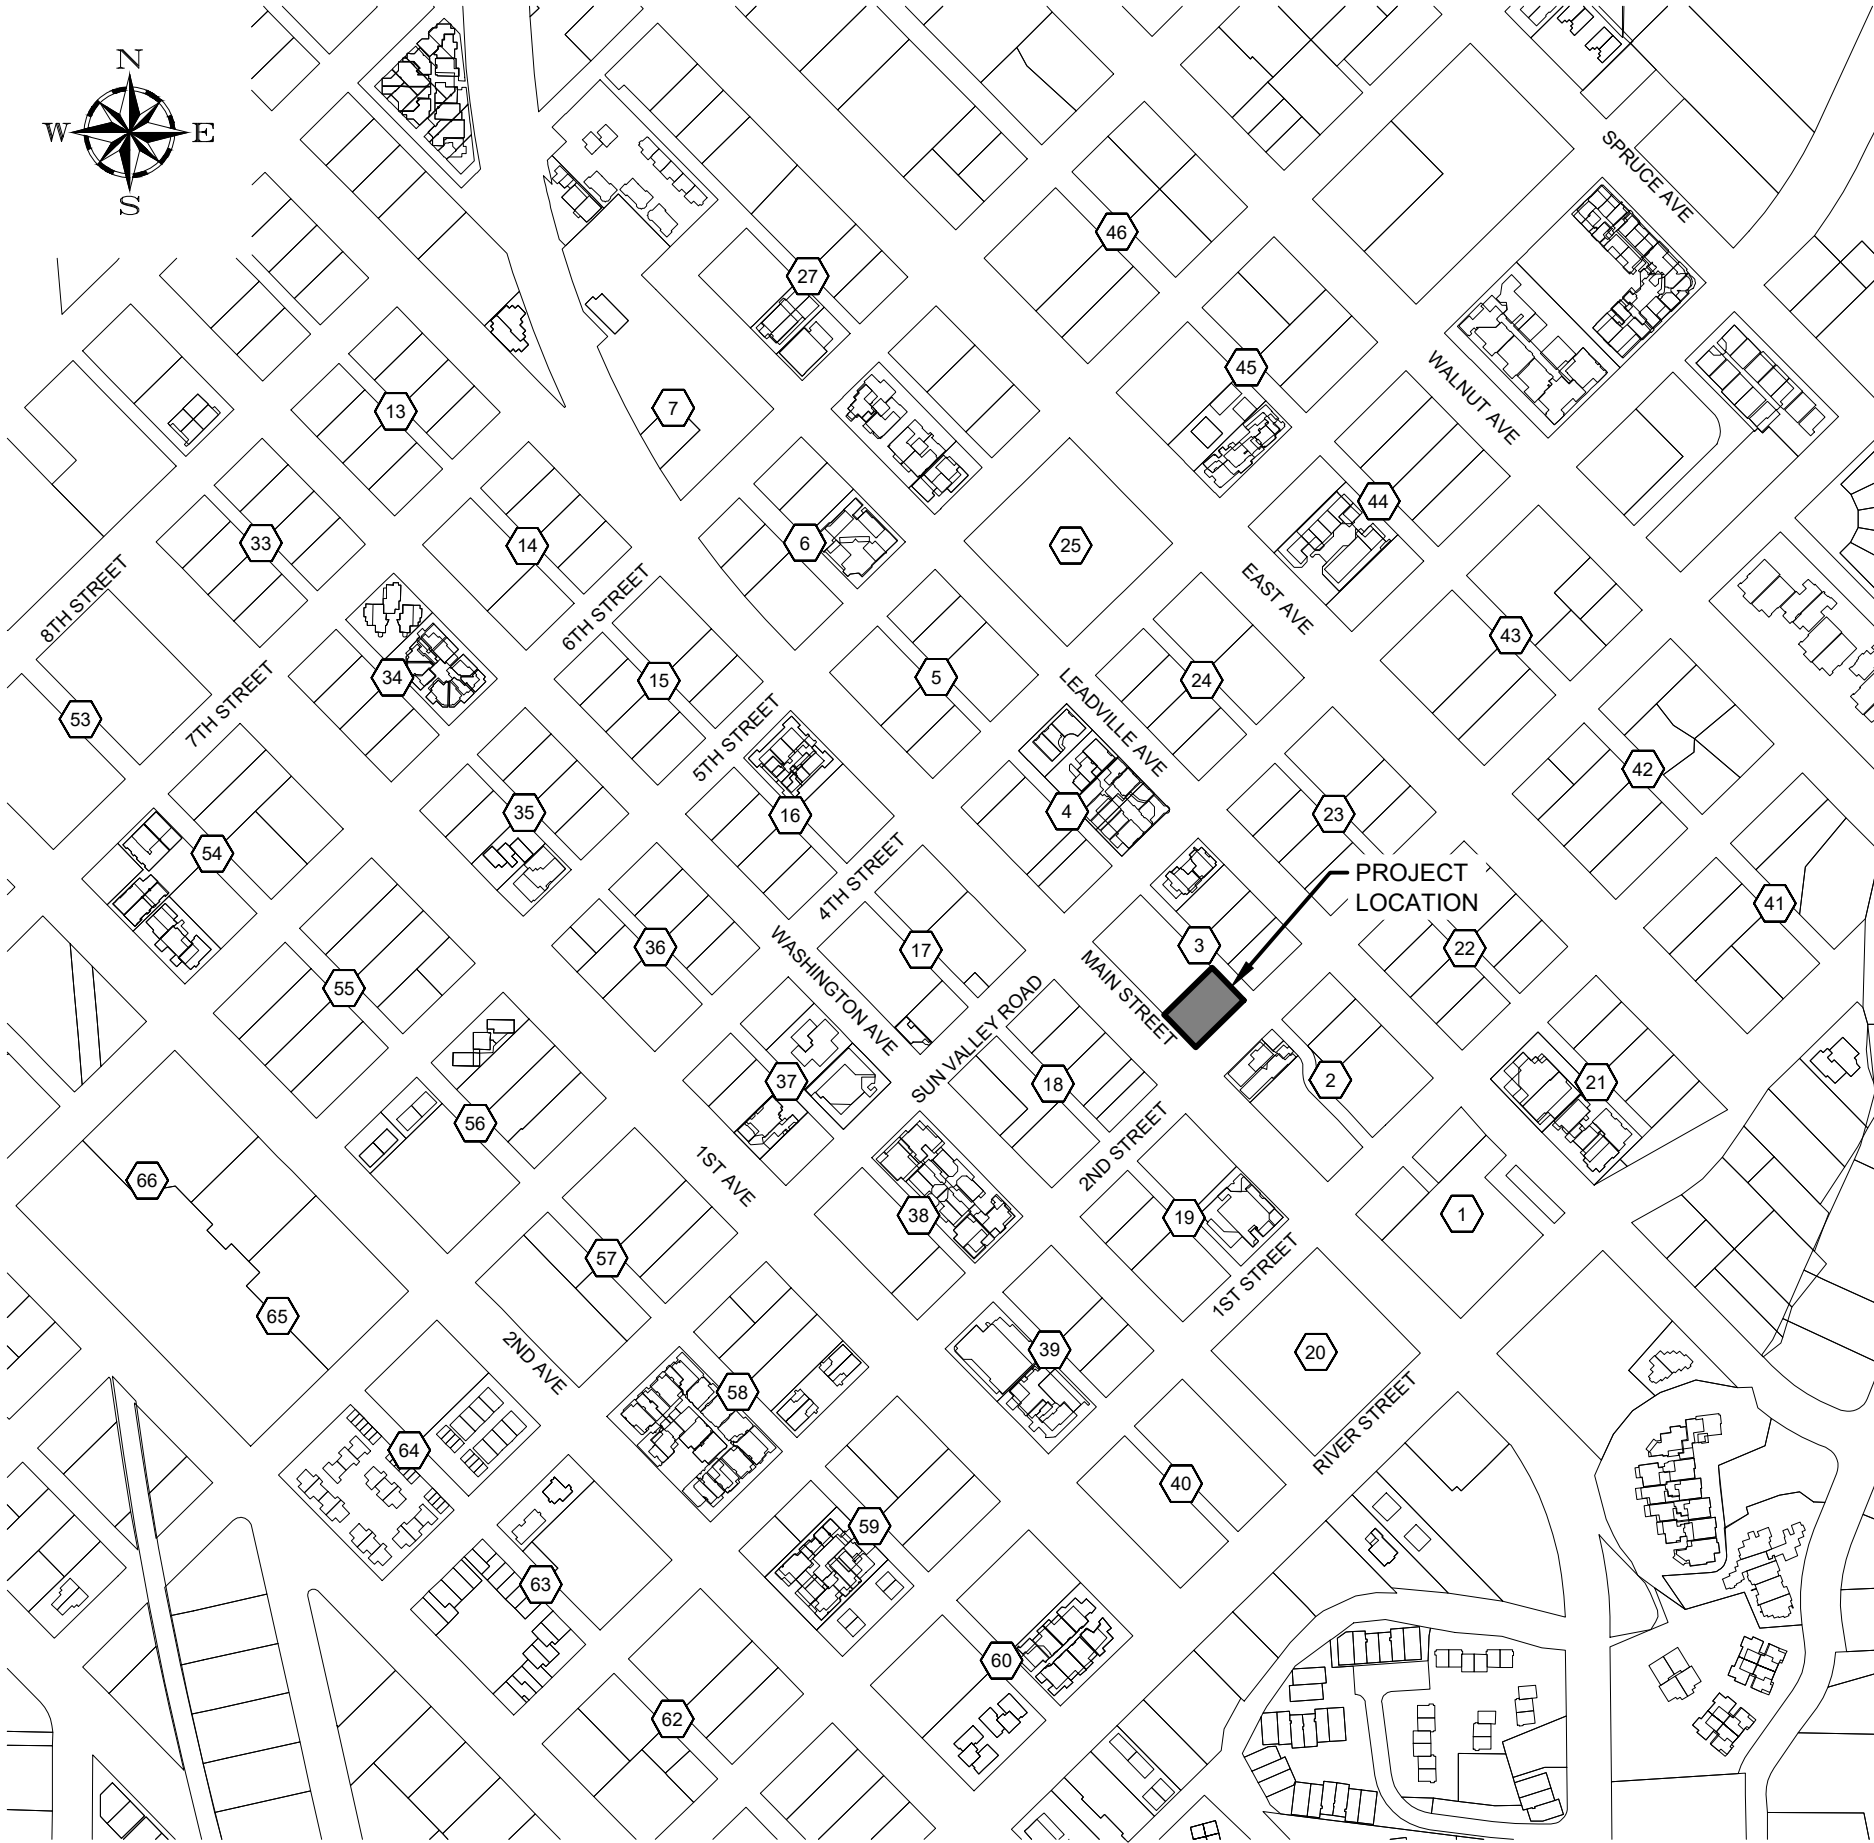 N
W
E
S
SPRUCE AVE
46
27
45
WALNUT AVE
7
13
44
33
14
6
25
8TH STREET
6TH STREET
EAST AVE
43
34
15
5
24
LEADVILLE AVE
53
7TH STREET
5TH STREET
42
35
16
4
23
54
4TH STREET
PROJECT
LOCATION
41
36
WASHINGTON AVE
17
3
22
55
MAIN STREET
SUN VALLEY ROAD
37
18
2
21
56
1ST AVE
2ND STREET
66
38
19
1
57
1ST STREET
65
2ND AVE
39
20
58
RIVER STREET
64
40
59
63
60
62